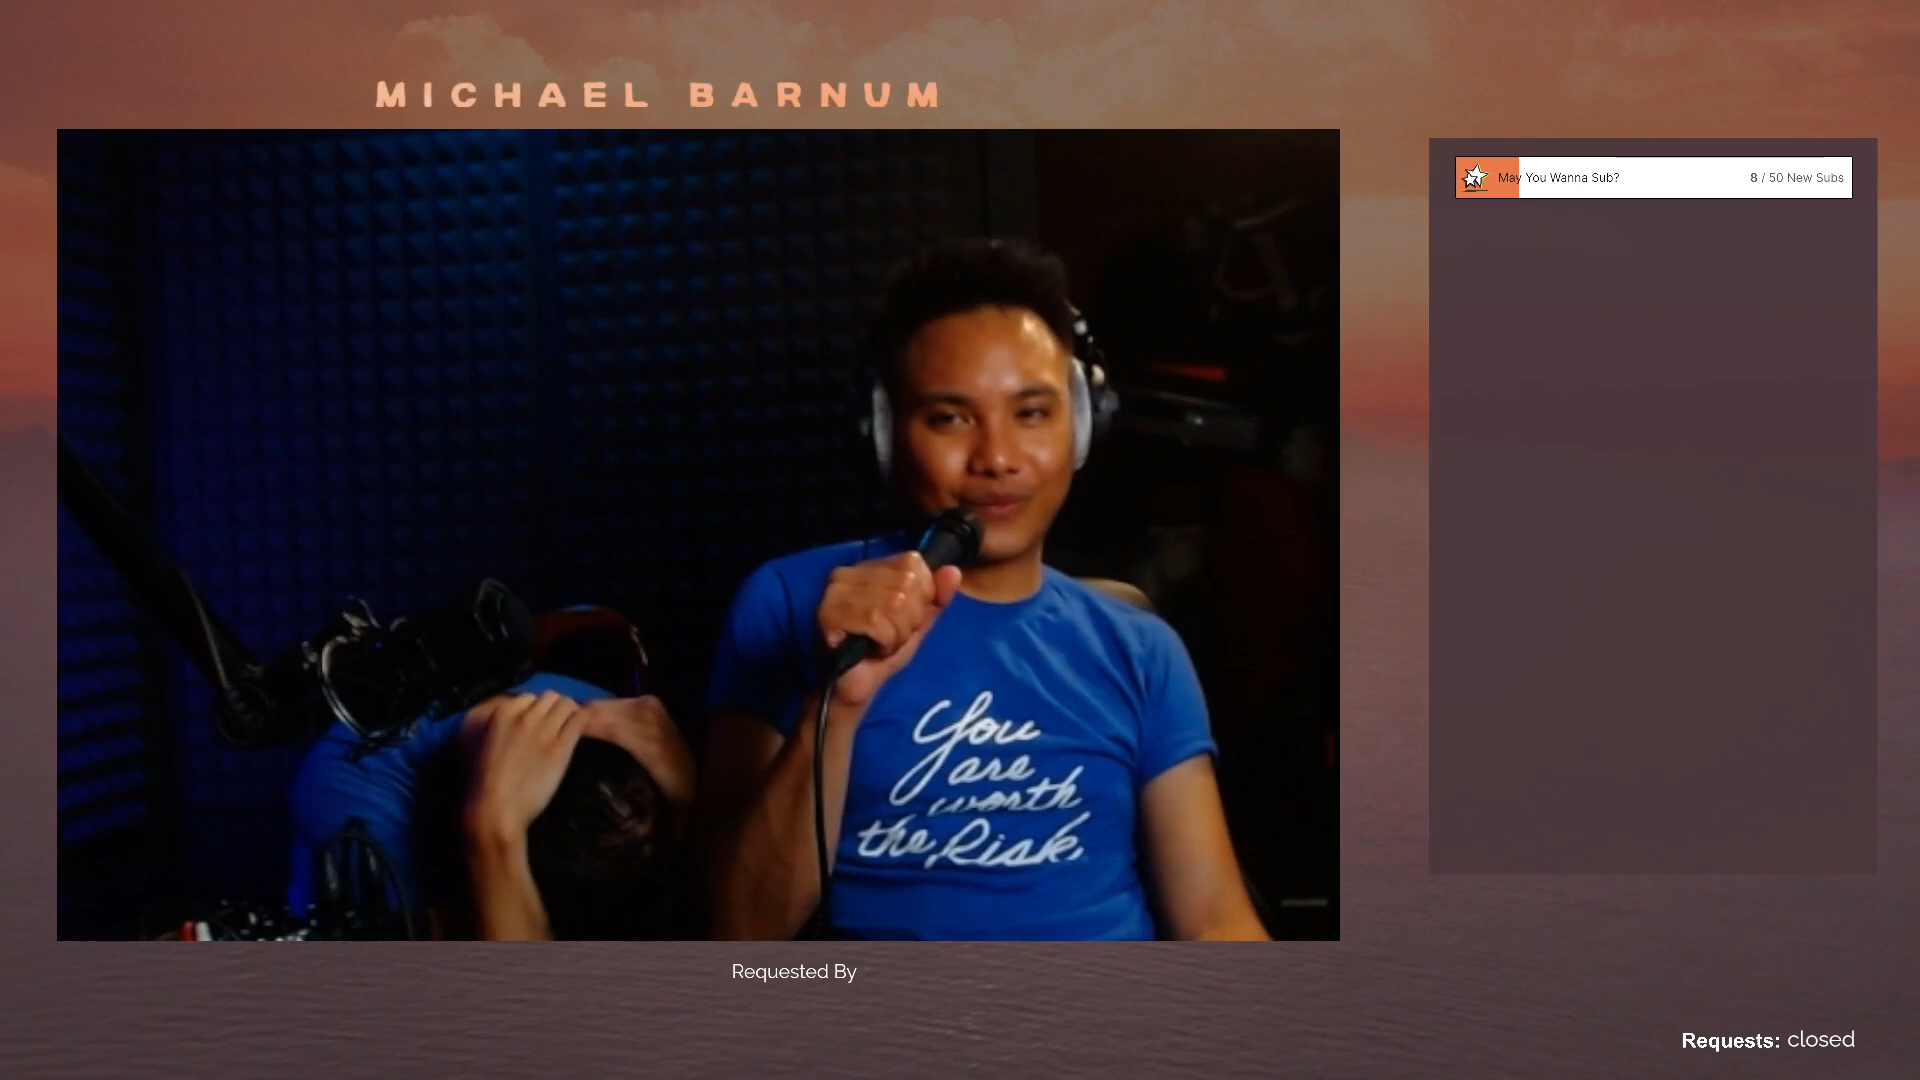 MICHAEL BARNUM
May You Wanna Sub?
8 / 50 New Subs
You
are
worth
the Risk,
Requested By
Requests: closed